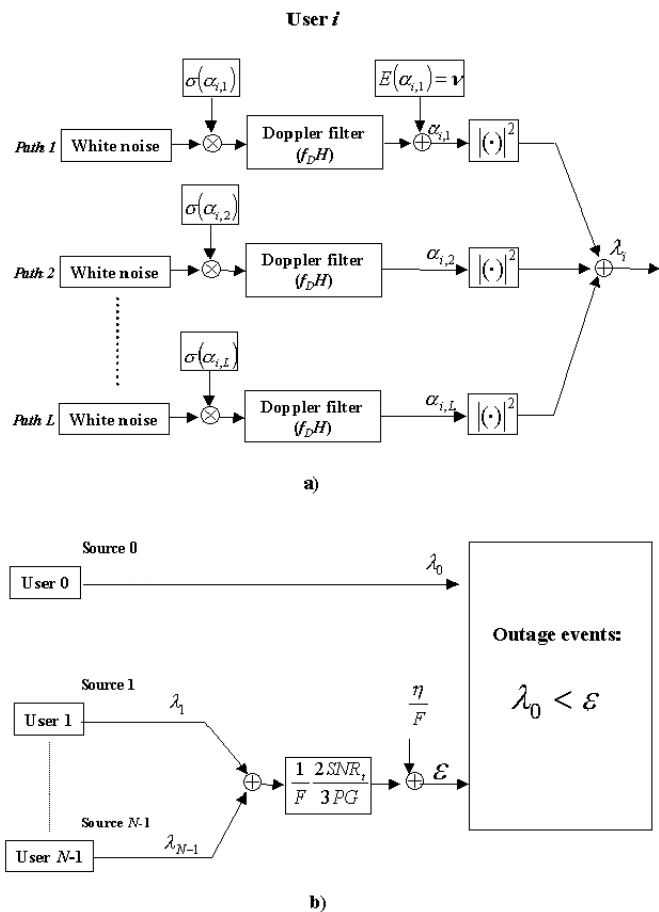 User i
σ(α_{i,1})
E(α_{i,1}) = ν
Path 1
White noise
⊗
Doppler filter
(f_D H)
⊕
α_{i,1}
|(·)|²
σ(α_{i,2})
λ_i
Path 2
White noise
⊗
Doppler filter
(f_D H)
α_{i,2}
|(·)|²
⊕
σ(α_{i,L})
Path L
White noise
⊗
Doppler filter
(f_D H)
α_{i,L}
|(·)|²
a)
Source 0
User 0
λ_0
Outage events:
λ_0 < ε
Source 1
User 1
λ_1
η/F
⊕
1/F 2SNR_t/3PG
⊕
ε
Source N-1
User N-1
λ_{N-1}
b)